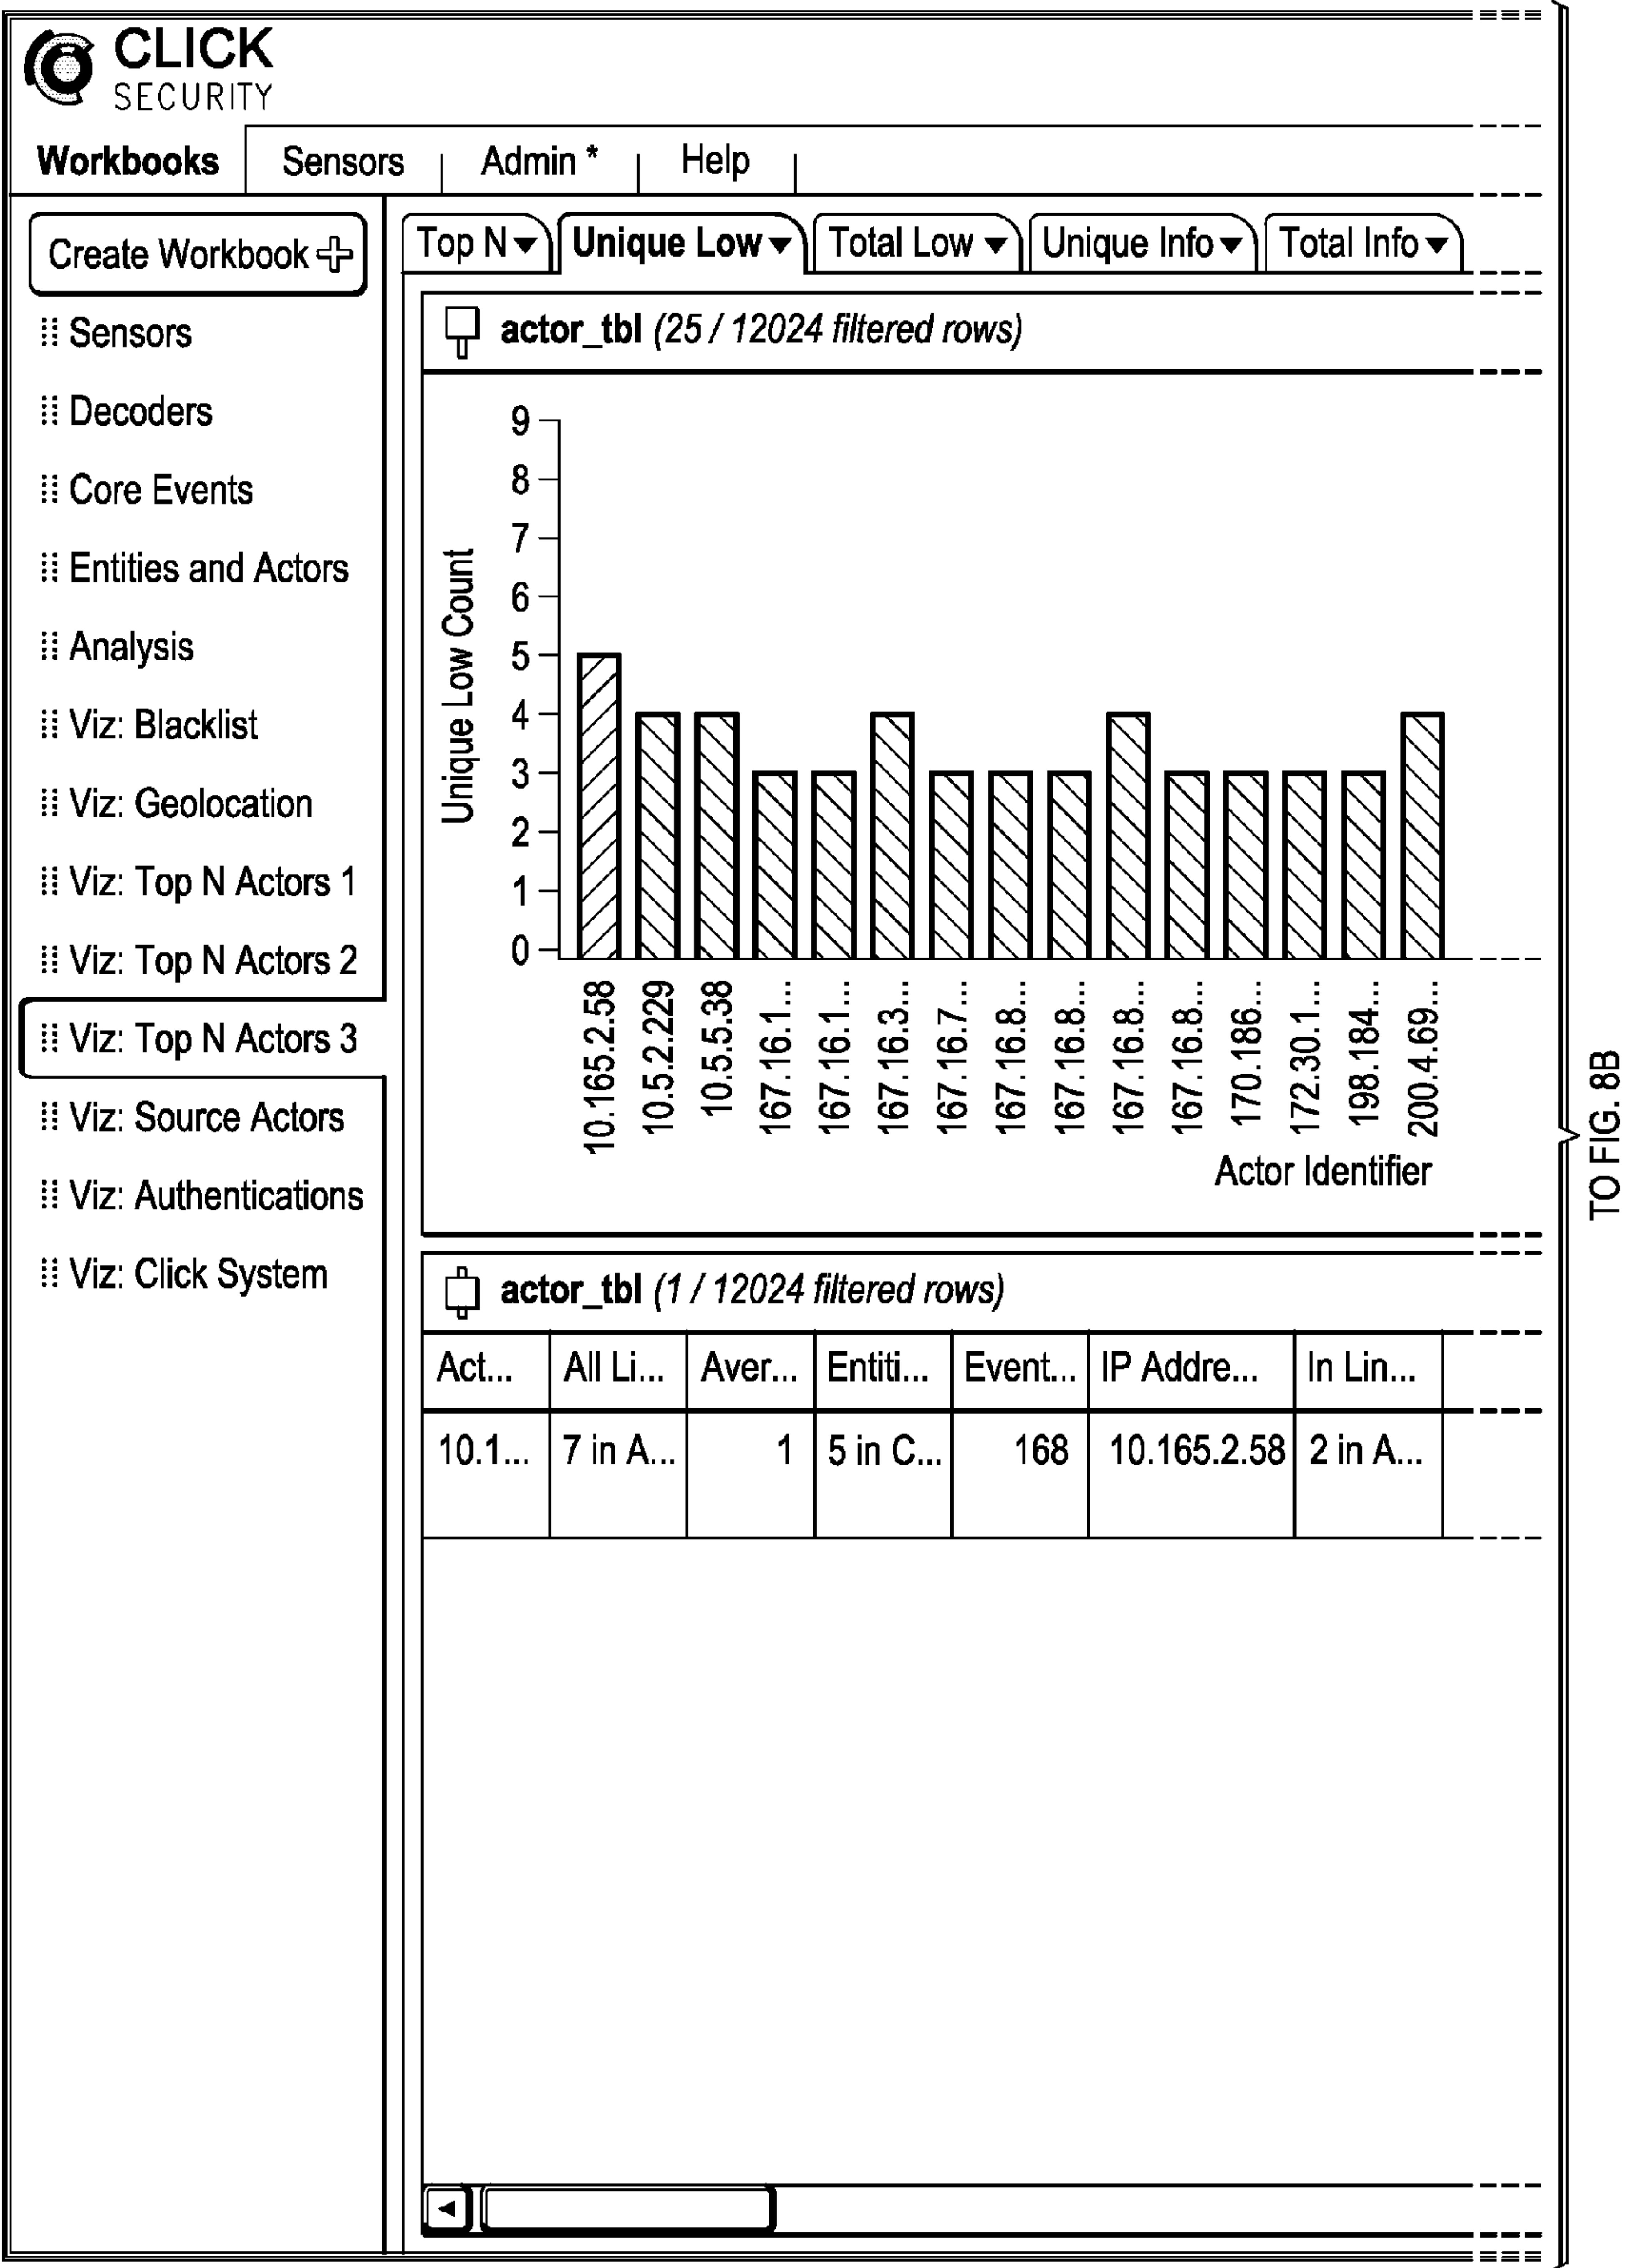 CLICK
SECURITY
Workbooks Sensors Admin * Help
Create Workbook
Sensors
Decoders
Core Events
Entities and Actors
Analysis
Viz: Blacklist
Viz: Geolocation
Viz: Top N Actors 1
Viz: Top N Actors 2
Viz: Top N Actors 3
Viz: Source Actors
Viz: Authentications
Viz: Click System
Top N Unique Low Total Low Unique Info Total Info
actor_tbl (25 / 12024 filtered rows)
Unique Low Count
9
8
7
6
5
4
3
2
1
0
10.165.2.58
10.5.2.229
10.5.5.38
167.16.1...
167.16.1...
167.16.3...
167.16.7...
167.16.8...
167.16.8...
167.16.8...
167.16.8...
170.186...
172.30.1...
198.184...
200.4.69...
Actor Identifier
actor_tbl (1 / 12024 filtered rows)
Act... All Li... Aver... Entiti... Event... IP Addre... In Lin...
10.1... 7 in A... 1 5 in C... 168 10.165.2.58 2 in A...
TO FIG. 8B